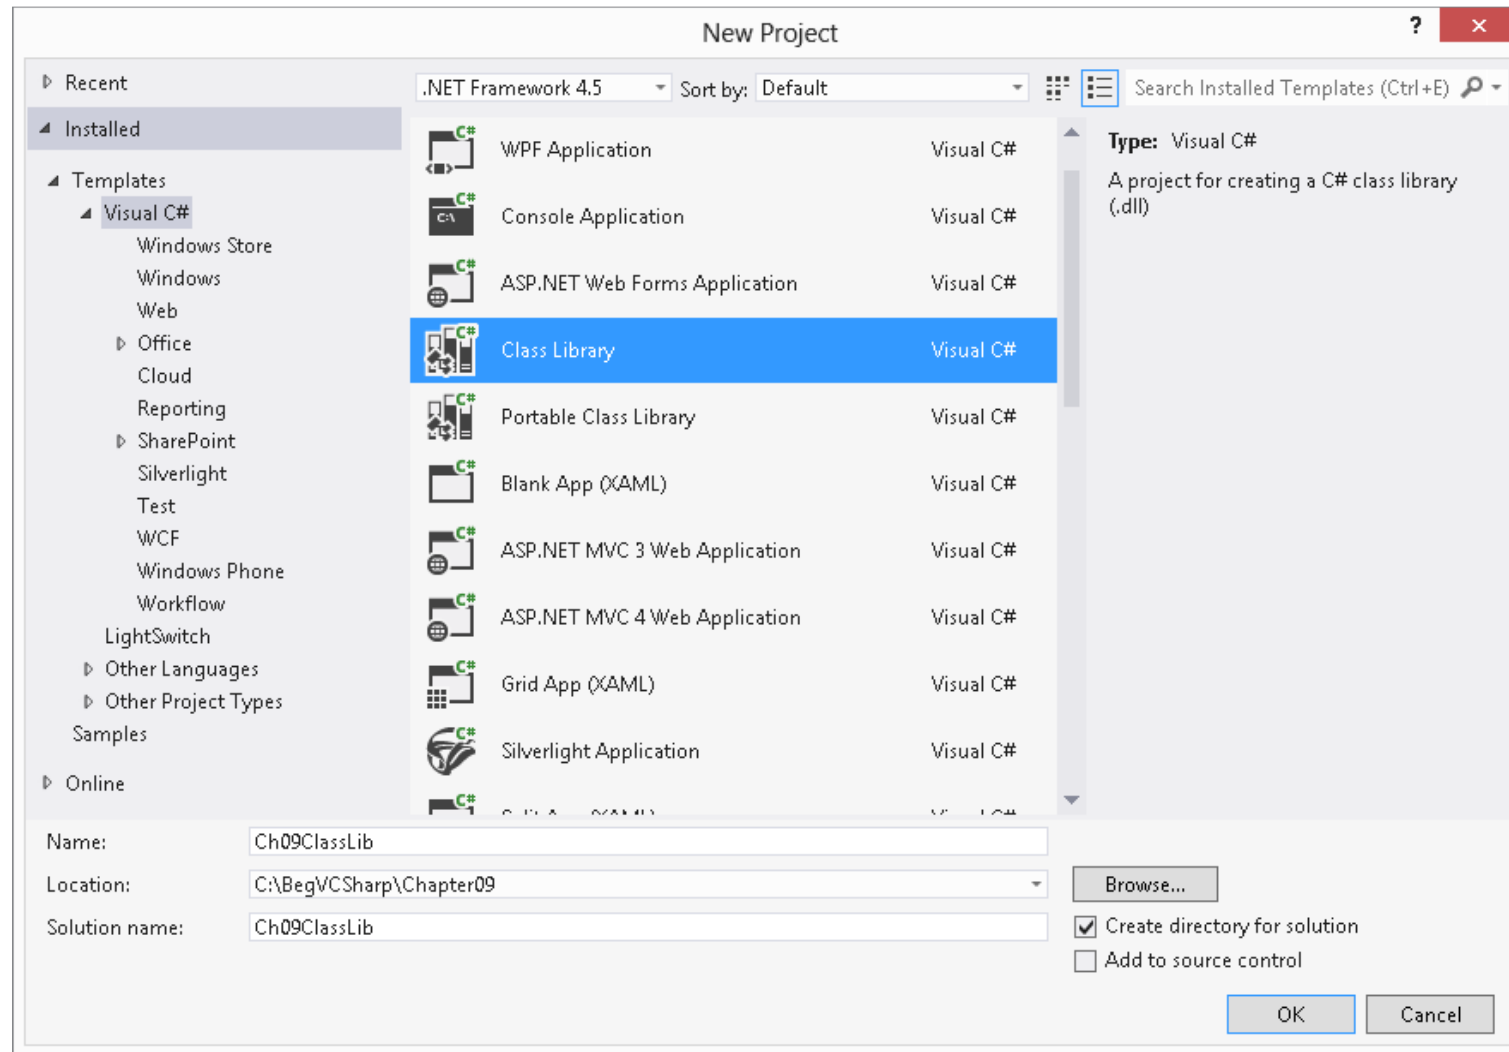 New Project
?
Recent
.NET Framework 4.5
Sort by: Default
Search Installed Templates (Ctrl+E)
Installed
Templates
Visual C#
Windows Store
Windows
Web
Office
Cloud
Reporting
SharePoint
Silverlight
Test
WCF
Windows Phone
Workflow
LightSwitch
Other Languages
Other Project Types
Samples
Online
C# WPF Application Visual C#
C# C:\ Console Application Visual C#
C# ASP.NET Web Forms Application Visual C#
C# Class Library Visual C#
C# Portable Class Library Visual C#
C# Blank App (XAML) Visual C#
C# ASP.NET MVC 3 Web Application Visual C#
C# ASP.NET MVC 4 Web Application Visual C#
C# Grid App (XAML) Visual C#
C# Silverlight Application Visual C#
C#
Type: Visual C#
A project for creating a C# class library
(.dll)
Name: Ch09ClassLib
Location: C:\BegVCSharp\Chapter09
Browse...
Solution name: Ch09ClassLib
Create directory for solution
Add to source control
OK
Cancel